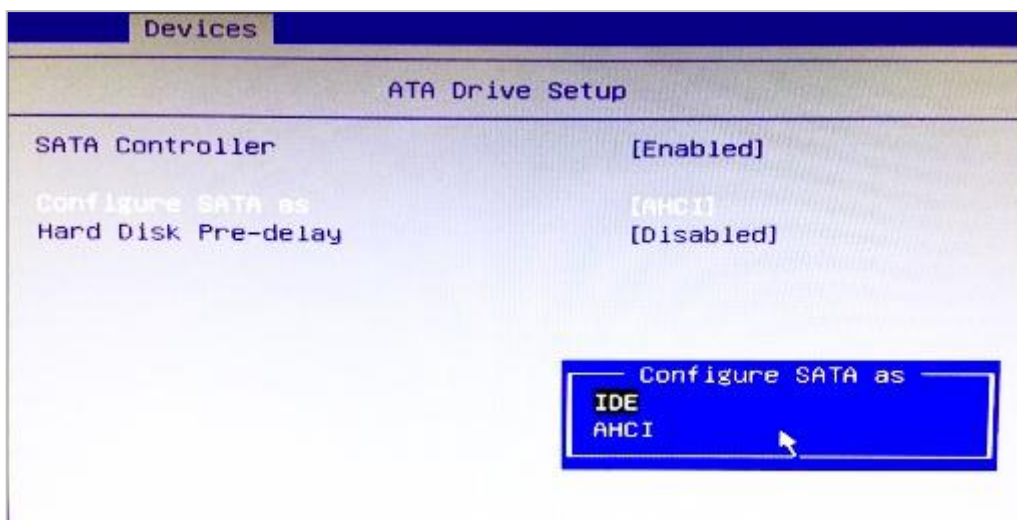 Devices
ATA Drive Setup
SATA Controller [Enabled]
Configure SATA as [AHCI]
Hard Disk Pre-delay [Disabled]
Configure SATA as
IDE
AHCI